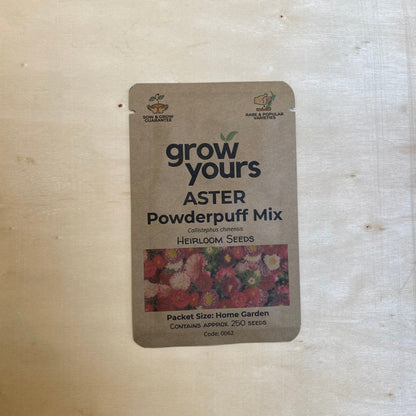 SOW & GROW
GUARANTEE
RARE & POPULAR
VARIETIES
grow
yours
ASTER
Powderpuff Mix
Callistephus chinensis
HEIRLOOM SEEDS
Packet Size: Home Garden
CONTAINS APPROX 250 SEEDS
Code: 0062